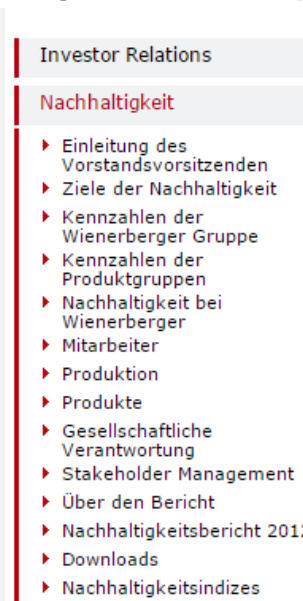 Investor Relations
Nachhaltigkeit
Einleitung des
Vorstandsvorsitzenden
Ziele der Nachhaltigkeit
Kennzahlen der
Wienerberger Gruppe
Kennzahlen der
Produktgruppen
Nachhaltigkeit bei
Wienerberger
Mitarbeiter
Produktion
Produkte
Gesellschaftliche
Verantwortung
Stakeholder Management
Über den Bericht
Nachhaltigkeitsbericht 2012
Downloads
Nachhaltigkeitsindizes